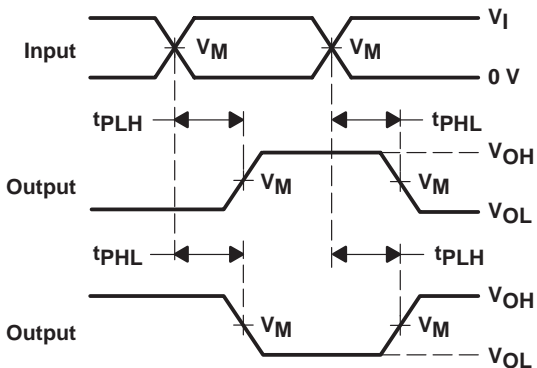 VI
Input VM VM
0 V
tPLH tPHL
VOH
Output VM VM
VOL
tPHL tPLH
VOH
Output VM VM
VOL